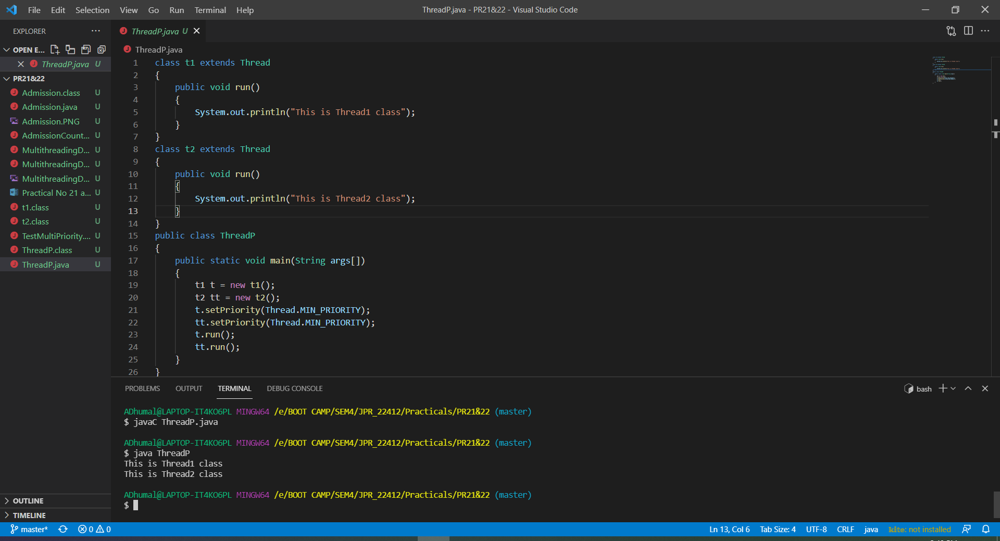 File Edit Selection View Go Run Terminal Help
ThreadP.java - PR21&22 - Visual Studio Code
EXPLORER
OPEN E...
ThreadP.java U
PR21&22
Admission.class U
Admission.java U
Admission.PNG U
AdmissionCount... U
MultithreadingD... U
MultithreadingD... U
MultithreadingD... U
Practical No 21 a... U
t1.class U
t2.class U
TestMultiPriority.... U
ThreadP.class U
ThreadP.java U
OUTLINE
TIMELINE
ThreadP.java U
ThreadP.java
1 class t1 extends Thread
2 {
3 public void run()
4 {
5 System.out.println("This is Thread1 class");
6 }
7 }
8 class t2 extends Thread
9 {
10 public void run()
11 {
12 System.out.println("This is Thread2 class");
13 }
14 }
15 public class ThreadP
16 {
17 public static void main(String args[])
18 {
19 t1 t = new t1();
20 t2 tt = new t2();
21 t.setPriority(Thread.MIN_PRIORITY);
22 tt.setPriority(Thread.MIN_PRIORITY);
23 t.run();
24 tt.run();
25 }
26 }
PROBLEMS OUTPUT TERMINAL DEBUG CONSOLE
bash
ADhumal@LAPTOP-IT4KO6PL MINGW64 /e/BOOT CAMP/SEM4/JPR_22412/Practicals/PR21&22 (master)
$ javaC ThreadP.java
ADhumal@LAPTOP-IT4KO6PL MINGW64 /e/BOOT CAMP/SEM4/JPR_22412/Practicals/PR21&22 (master)
$ java ThreadP
This is Thread1 class
This is Thread2 class
ADhumal@LAPTOP-IT4KO6PL MINGW64 /e/BOOT CAMP/SEM4/JPR_22412/Practicals/PR21&22 (master)
$
master* 0 0
Ln 13, Col 6 Tab Size: 4 UTF-8 CRLF java kite: not installed